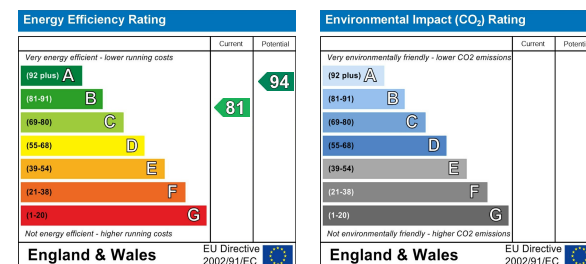 Energy Efficiency Rating
Current Potential
Very energy efficient - lower running costs
(92 plus) A
(81-91) B
(69-80) C
(55-68) D
(39-54) E
(21-38) F
(1-20) G
81
94
Not energy efficient - higher running costs
England & Wales
EU Directive
2002/91/EC
Environmental Impact (CO₂) Rating
Current Potenti
Very environmentally friendly - lower CO2 emissions
(92 plus) A
(81-91) B
(69-80) C
(55-68) D
(39-54) E
(21-38) F
(1-20) G
Not environmentally friendly - higher CO2 emissions
England & Wales
EU Directive
2002/91/EC